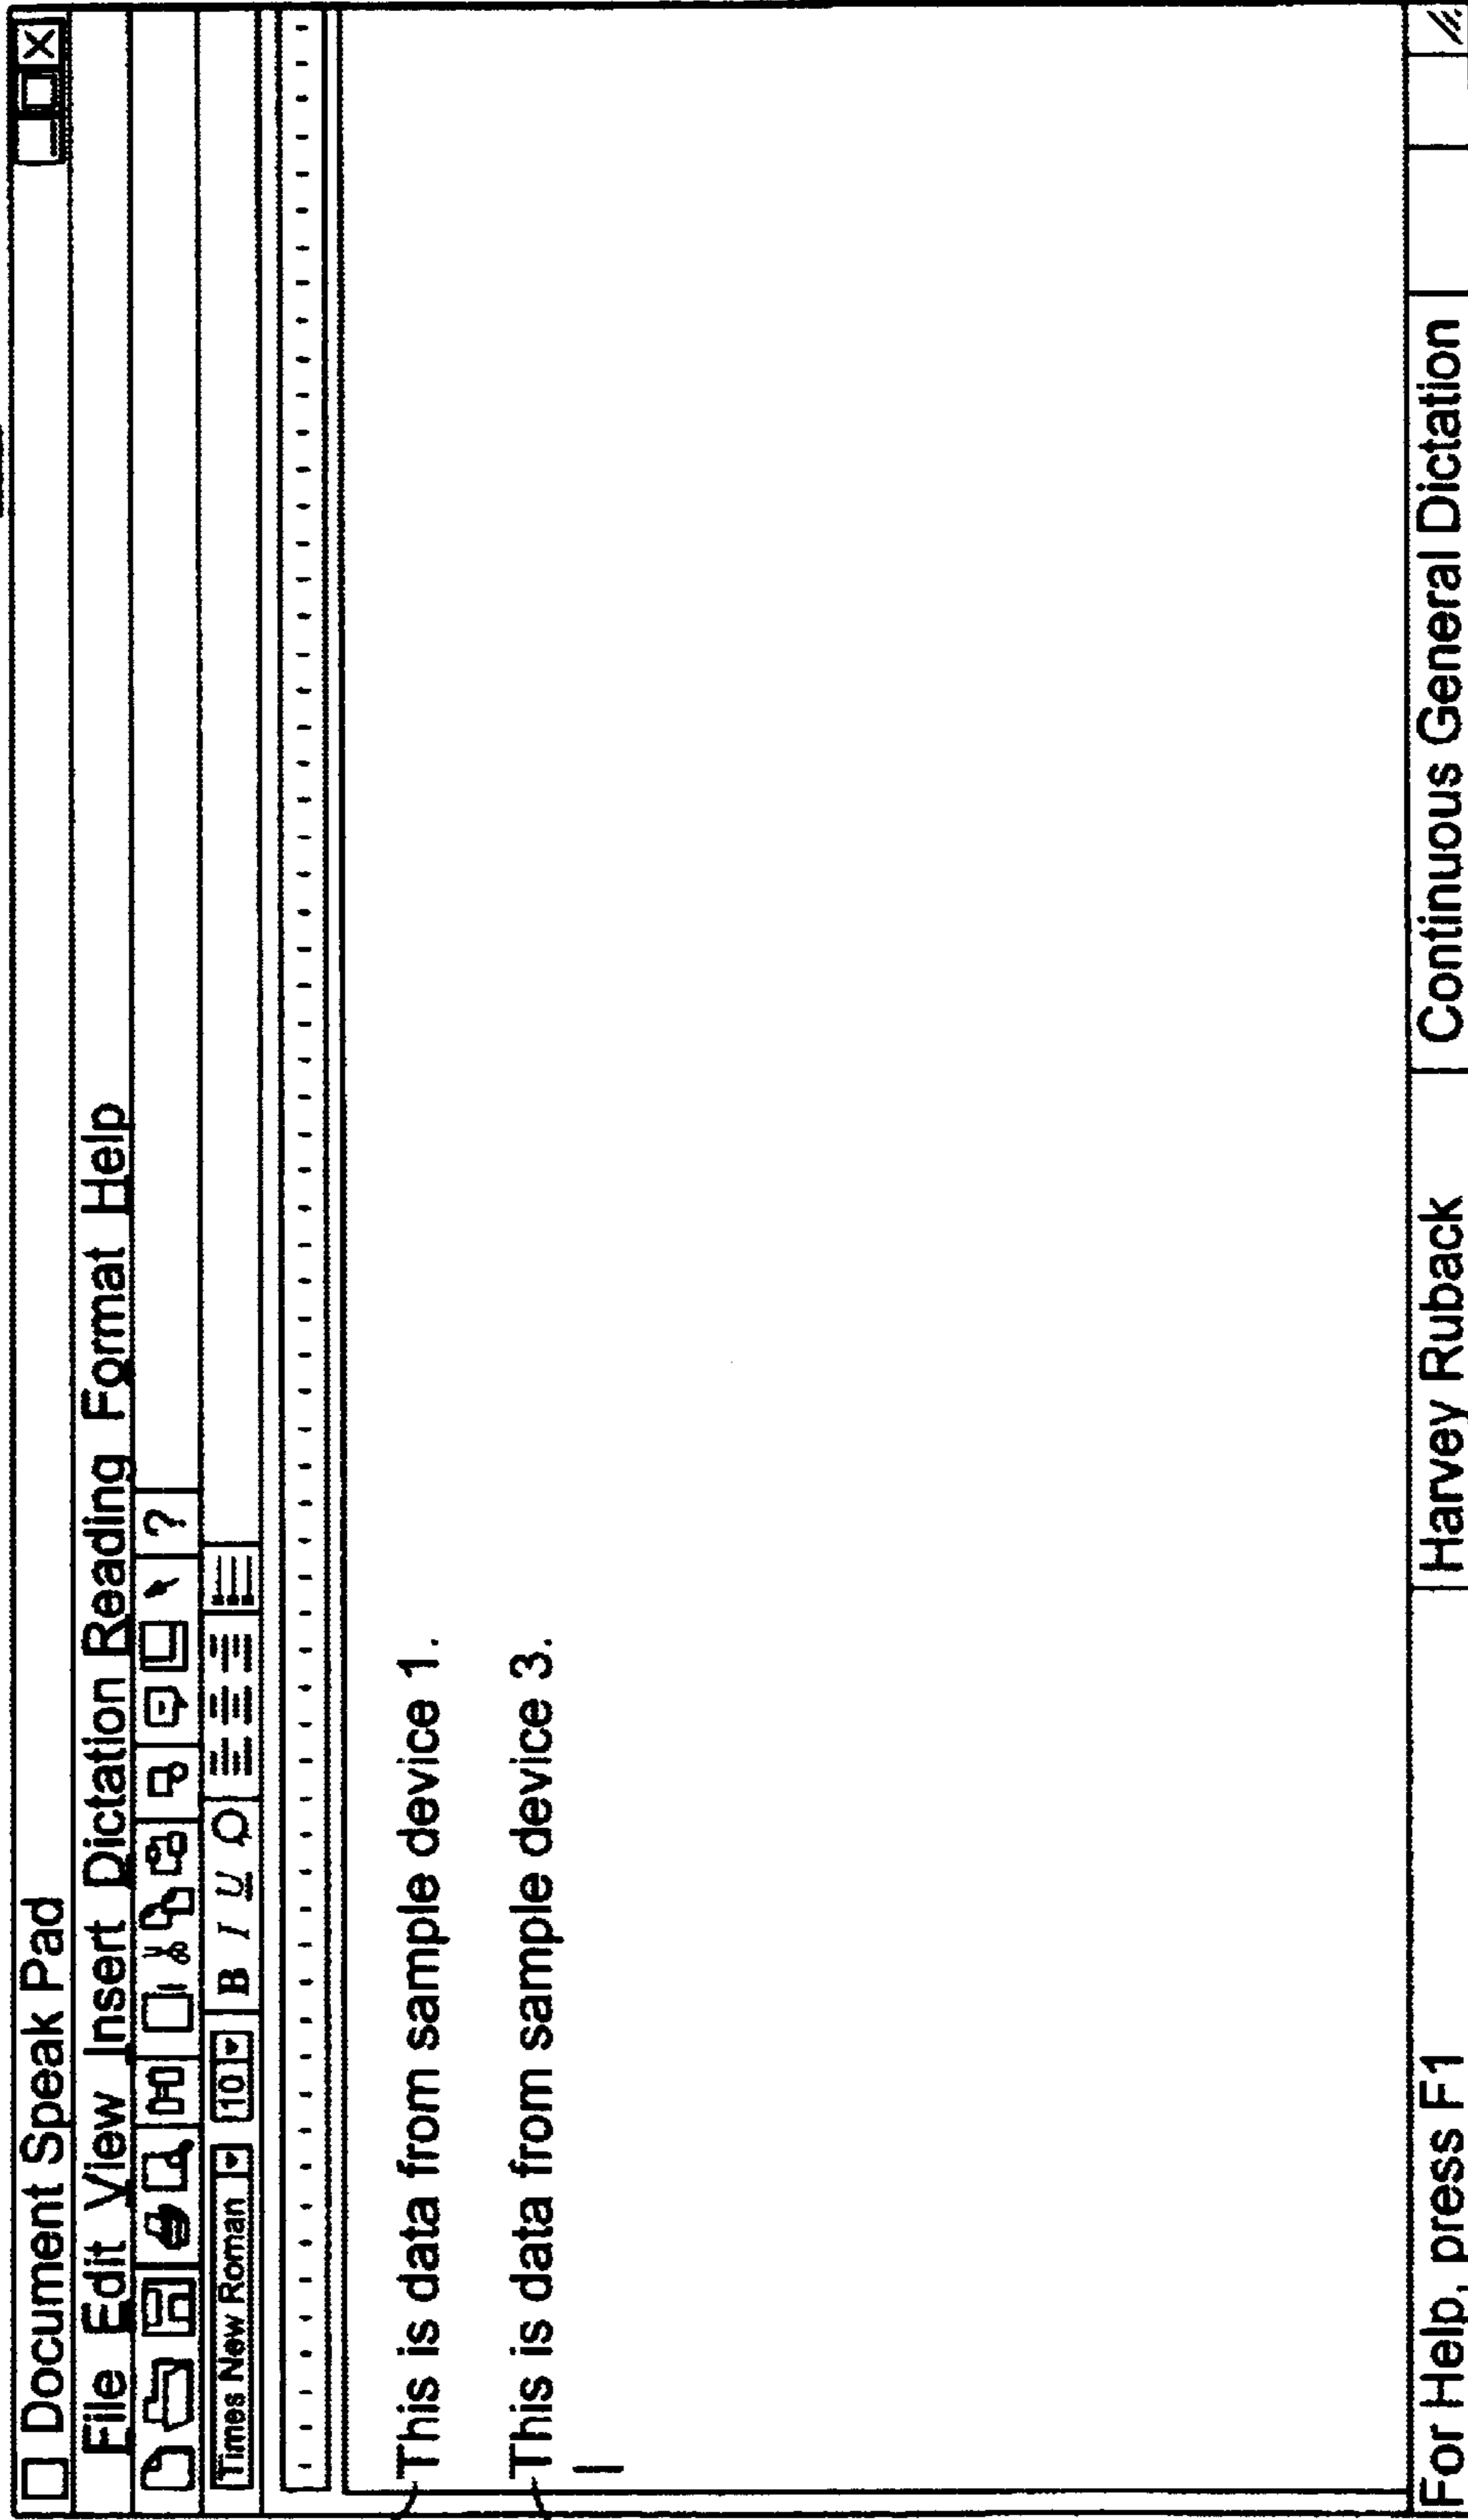 Document Speak Pad
File Edit View Insert Dictation Reading Format Help
?
Times New Roman 10 B I U
This is data from sample device 1.
This is data from sample device 3.
For Help, press F1 Harvey Ruback Continuous General Dictation